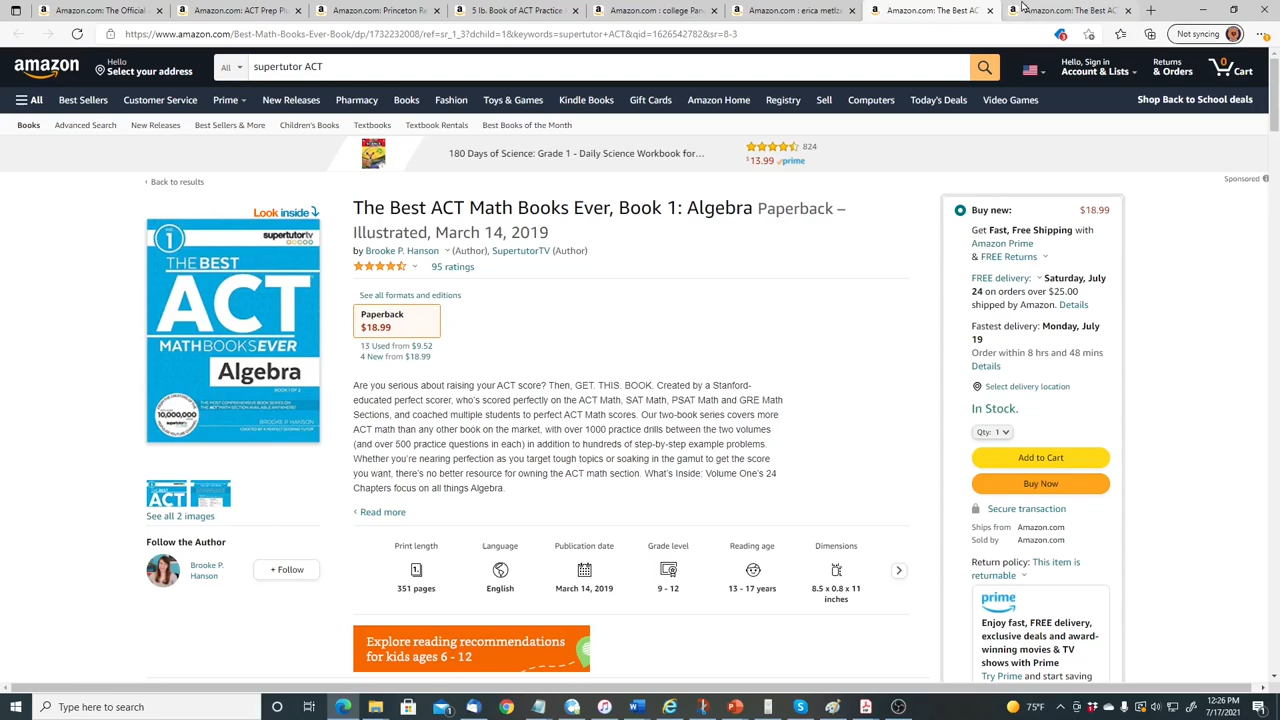 The Official
Amazon.com: ACT Prep Pl
Amazon.com : college Pan
Amazon.com : erica meltz
The Best AC
The Best AC
https://www.amazon.com/Best-Math-Books-Ever-Book/dp/1732232008/ref=sr_1_3?dchild=1&keywords=supertutor+ACT&qid=1626542782&sr=8-3
Not syncing
amazon
Hello
Select your address
All
supertutor ACT
Hello, Sign in
Account & Lists
Returns
& Orders
0
Cart
All
Best Sellers
Customer Service
Prime
New Releases
Pharmacy
Books
Fashion
Toys & Games
Kindle Books
Gift Cards
Amazon Home
Registry
Sell
Computers
Today's Deals
Video Games
Shop Back to School deals
Books
Advanced Search
New Releases
Best Sellers & More
Children's Books
Textbooks
Textbook Rentals
Best Books of the Month
180 Days of Science: Grade 1 - Daily Science Workbook for...
824
$13.99 prime
Sponsored
‹ Back to results
Look inside
1
supertutortv
THE BEST
ACT
MATHBOOKSEVER
Algebra
BOOK 1 OF 2
10,000,000
BROOKE P. HANSON
ACT
See all 2 images
Follow the Author
Brooke P.
Hanson
+ Follow
The Best ACT Math Books Ever, Book 1: Algebra Paperback –
Illustrated, March 14, 2019
by Brooke P. Hanson (Author), SupertutorTV (Author)
95 ratings
See all formats and editions
Paperback
$18.99
13 Used from $9.52
4 New from $18.99
Are you serious about raising your ACT score? Then, GET. THIS. BOOK. Created by a Stanford-
educated perfect scorer, who's scored perfectly on the ACT Math, SAT Math, PSAT Math and GRE Math
Sections, and coached multiple students to perfect ACT Math scores. Our two-book series covers more
ACT math than any other book on the market, with over 1000 practice drills between the two volumes
(and over 500 practice questions in each) in addition to hundreds of step-by-step example problems.
Whether you're nearing perfection as you target tough topics or soaking in the gamut to get the score
you want, there's no better resource for owning the ACT math section. What's Inside: Volume One's 24
Chapters focus on all things Algebra.
‹ Read more
Print length
351 pages
Language
English
Publication date
March 14, 2019
Grade level
9 - 12
Reading age
13 - 17 years
Dimensions
8.5 x 0.8 x 11
inches
Explore reading recommendations
for kids ages 6 - 12
Buy new:
$18.99
Get Fast, Free Shipping with
Amazon Prime
& FREE Returns
FREE delivery: Saturday, July
24 on orders over $25.00
shipped by Amazon. Details
Fastest delivery: Monday, July
19
Order within 8 hrs and 48 mins
Details
Select delivery location
In Stock.
Qty: 1
Add to Cart
Buy Now
Secure transaction
Ships from Amazon.com
Sold by Amazon.com
Return policy: This item is
returnable
prime
Enjoy fast, FREE delivery,
exclusive deals and award-
winning movies & TV
shows with Prime
Try Prime and start saving
Type here to search
75°F
12:26 PM
7/17/2021